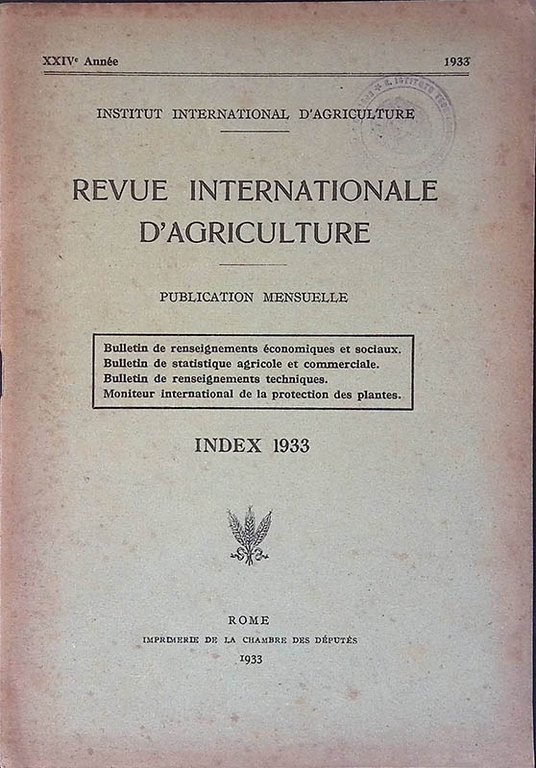 XXIVe Année 1933
INSTITUT INTERNATIONAL D'AGRICULTURE
REVUE INTERNATIONALE
D'AGRICULTURE
PUBLICATION MENSUELLE
Bulletin de renseignements économiques et sociaux.
Bulletin de statistique agricole et commerciale.
Bulletin de renseignements techniques.
Moniteur international de la protection des plantes.
INDEX 1933
ROME
IMPRIMERIE DE LA CHAMBRE DES DÉPUTÉS
1933